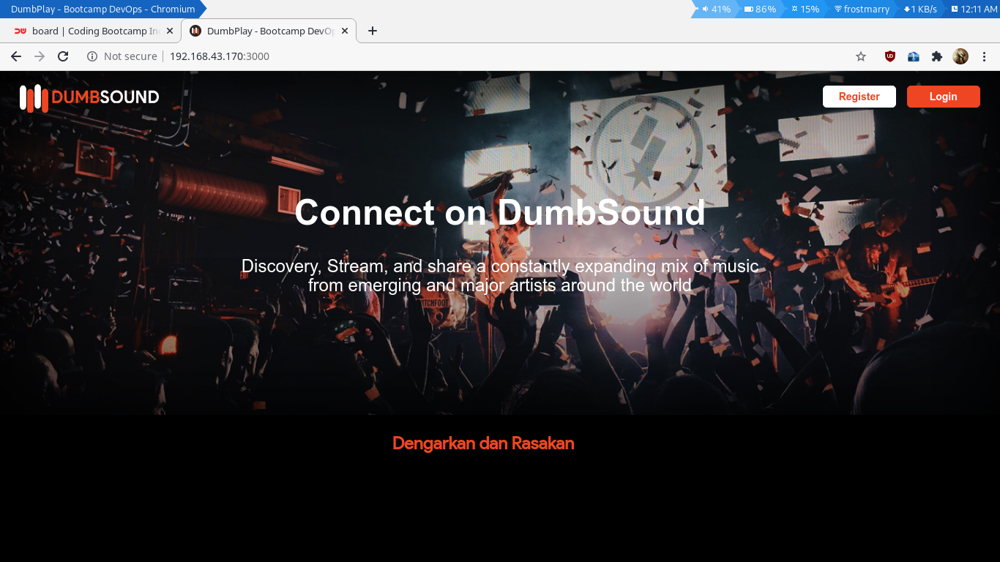 DumbPlay - Bootcamp DevOps - Chromium
41%
86%
15%
frostmarry
1 KB/s
12:11 AM
board | Coding Bootcamp In
DumbPlay - Bootcamp DevOp
Not secure
192.168.43.170:3000
DUMBSOUND
Register
Login
Connect on DumbSound
Discovery, Stream, and share a constantly expanding mix of music
from emerging and major artists around the world
Dengarkan dan Rasakan